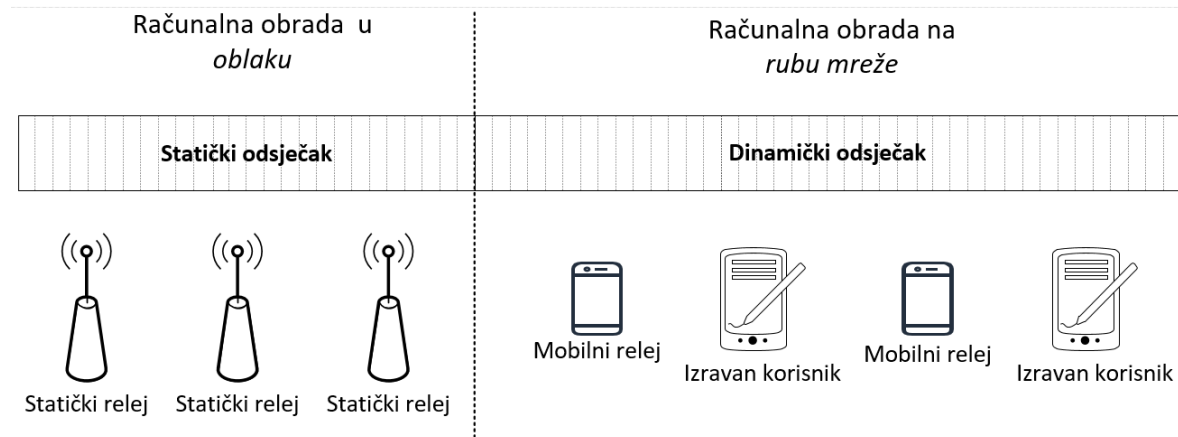 Računalna obrada u
oblaku
Računalna obrada na
rubu mreže
Statički odsječak
Dinamički odsječak
Statički relej
Statički relej
Statički relej
Mobilni relej
Izravan korisnik
Mobilni relej
Izravan korisnik